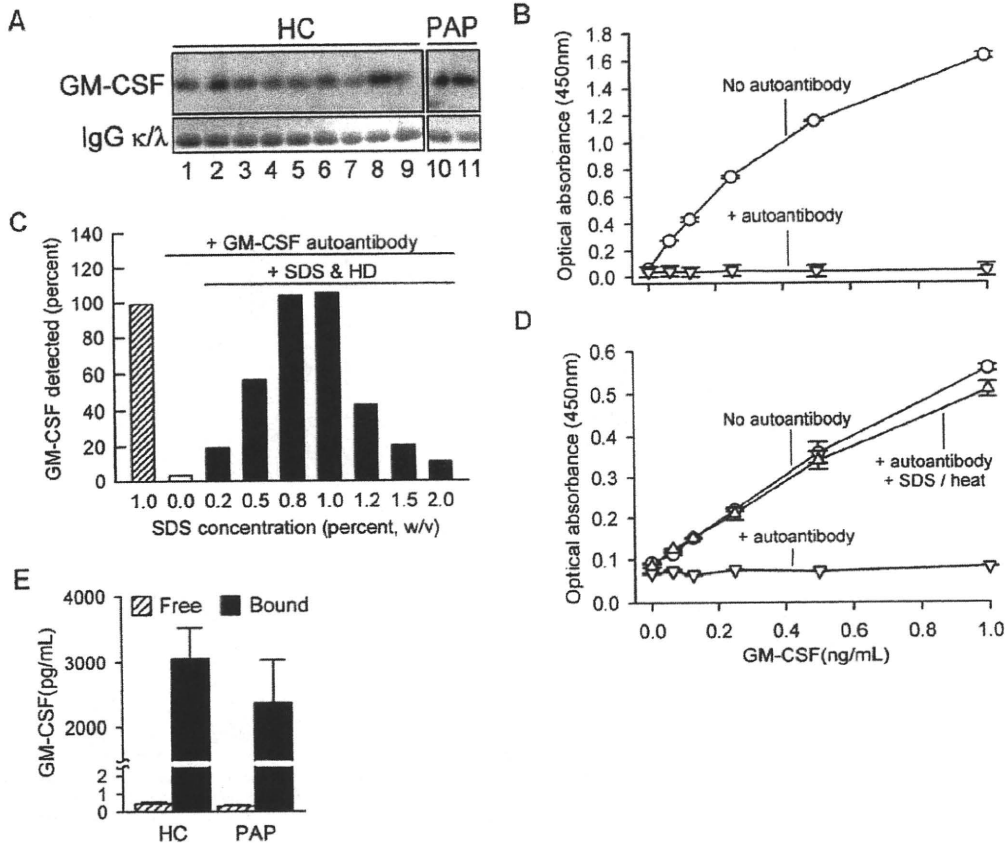 A
HC
PAP
GM-CSF
IgG κ/λ
1 2 3 4 5 6 7 8 9 10 11
B
Optical absorbance (450nm)
1.8
1.6
1.4
1.2
1.0
1.8
1.6
0.4
0.2
0.0
No autoantibody
+ autoantibody
C
GM-CSF detected (percent)
140
120
100
80
60
40
20
0
+ GM-CSF autoantibody
+ SDS & HD
1.0 0.0 0.2 0.5 0.8 1.0 1.2 1.5 2.0
SDS concentration (percent, w/v)
D
Optical absorbance (450nm)
0.6
0.5
0.4
0.3
0.2
0.1
0.0
No autoantibody
+ autoantibody
+ SDS / heat
+ autoantibody
0.0 0.2 0.4 0.6 0.8 1.0
GM-CSF(ng/mL)
E
GM-CSF(pg/mL)
4000
3000
2000
2
1
0
Free
Bound
HC
PAP